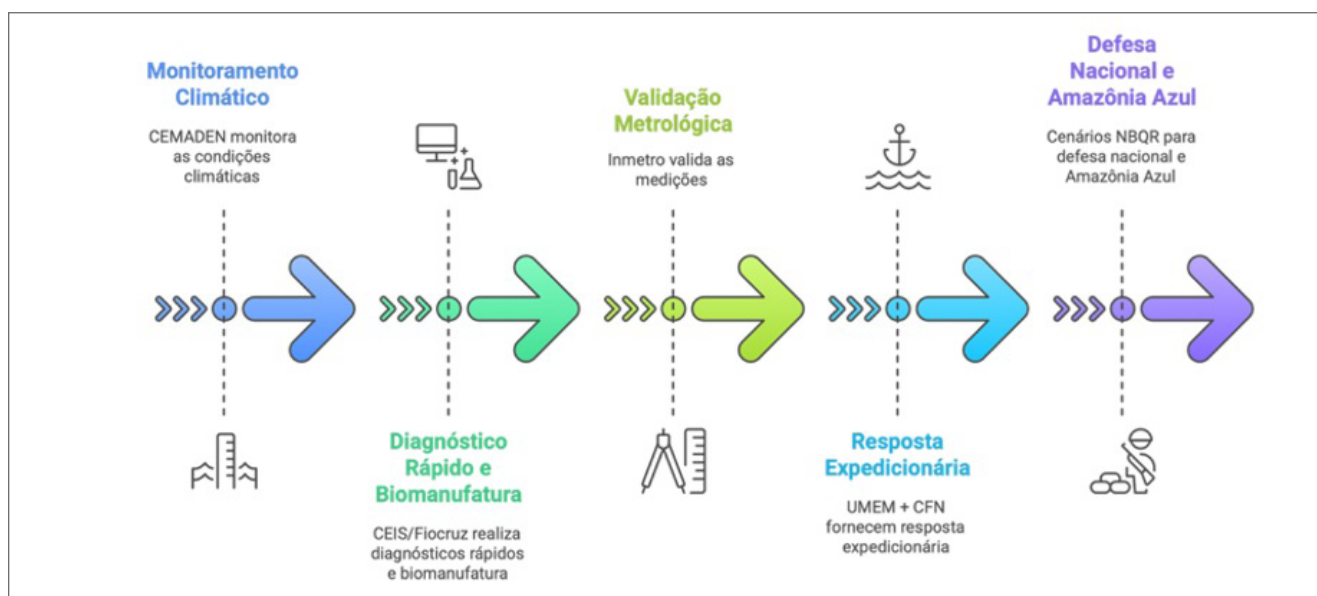 Monitoramento
Climático
CEMADEN monitora
as condições
climáticas
Diagnóstico
Rápido e
Biomanufatura
CEIS/Fiocruz realiza
diagnósticos rápidos
e biomanufatura
Validação
Metrológica
Inmetro valida as
medições
Resposta
Expedicionária
UMEM + CFN
fornecem resposta
expedicionária
Defesa
Nacional e
Amazônia Azul
Cenários NBQR para
defesa nacional e
Amazônia Azul